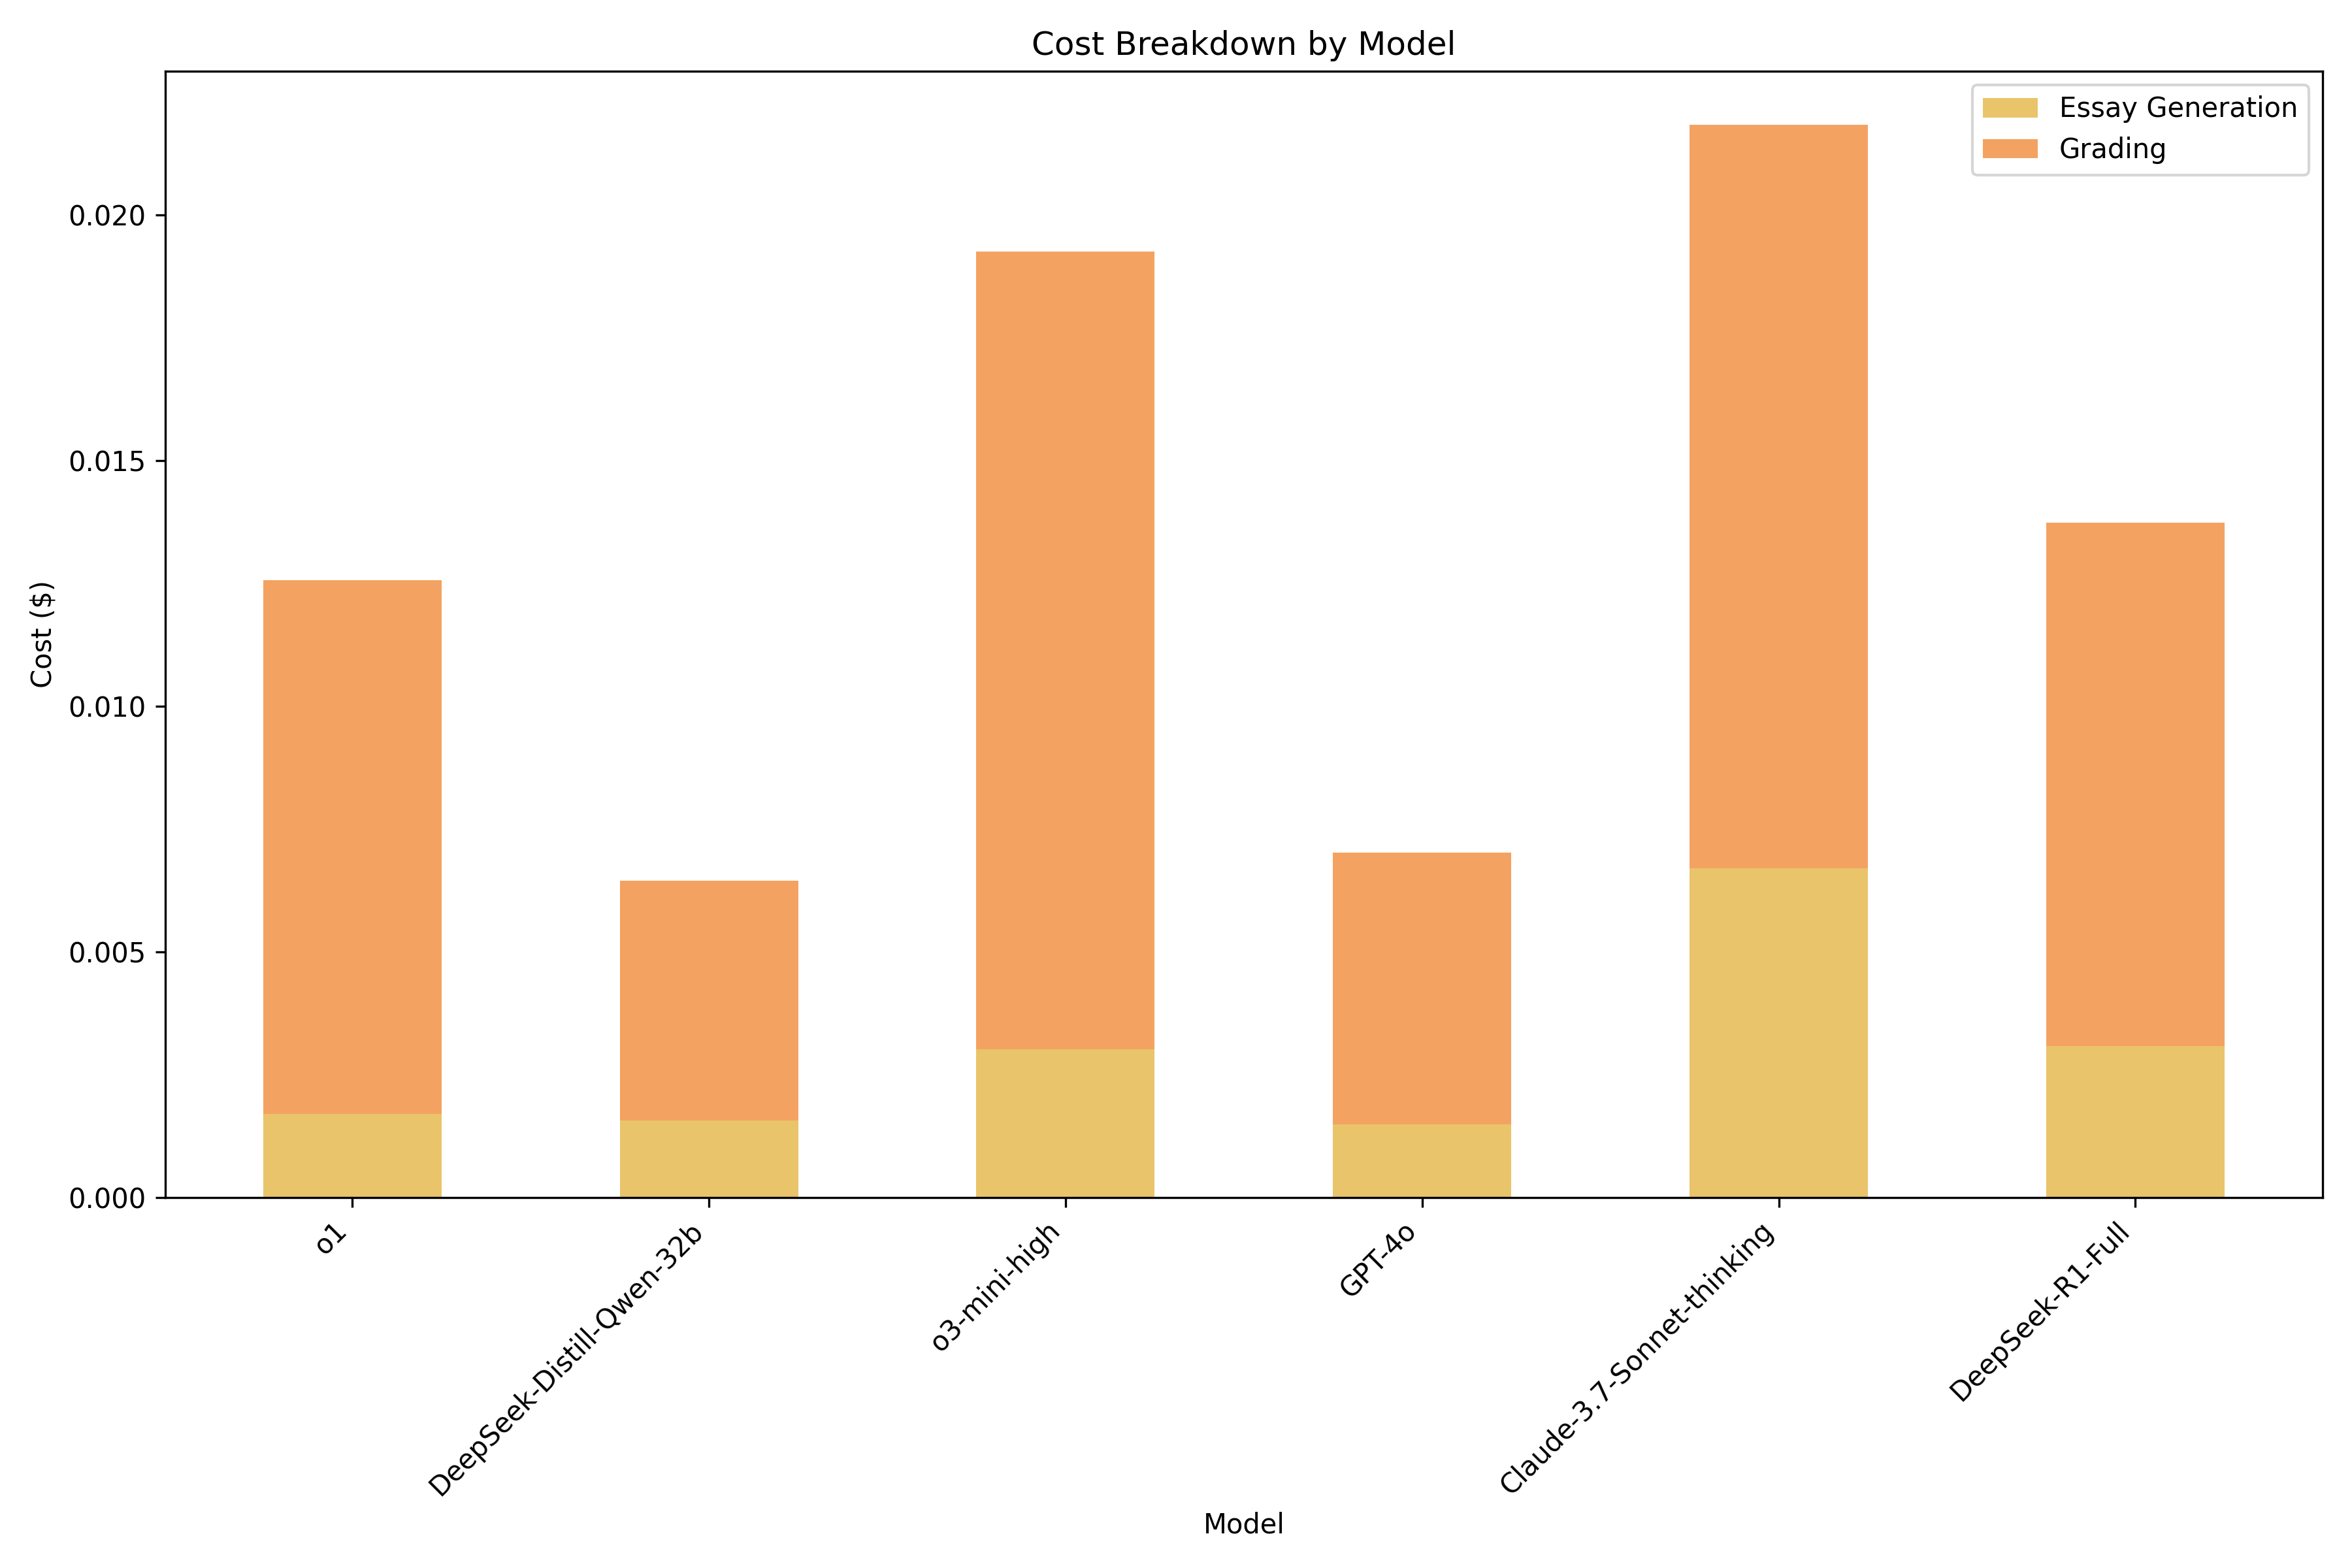 Cost Breakdown by Model
Essay Generation
Grading
Cost ($)
0.020
0.015
0.010
0.005
0.000
o1
DeepSeek-Distill-Qwen-32b
o3-mini-high
GPT-4o
Claude-3.7-Sonnet-thinking
DeepSeek-R1-Full
Model